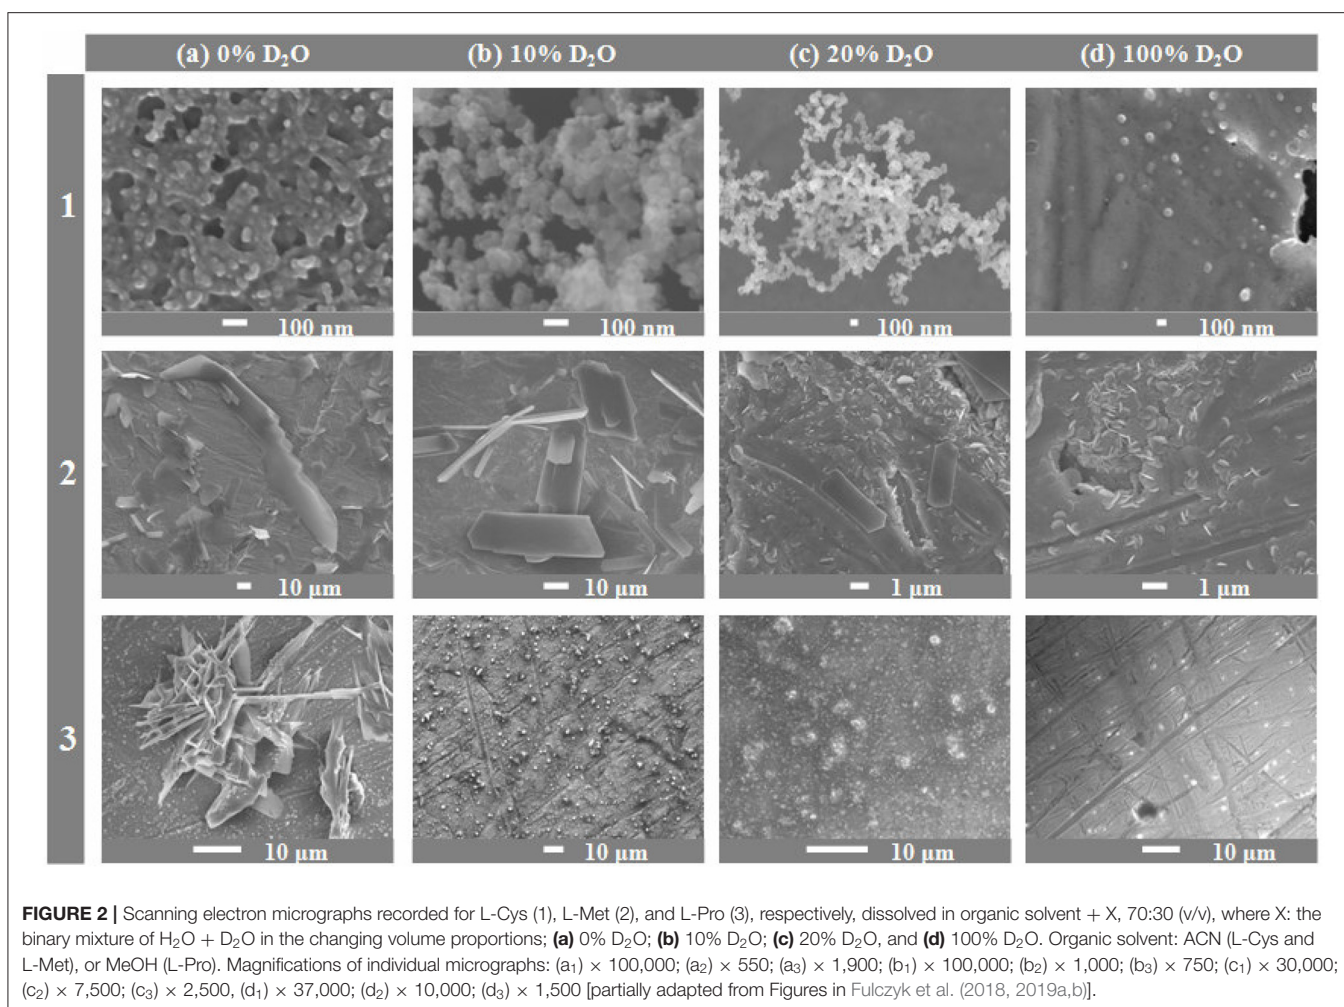 (a) 0% D₂O (b) 10% D₂O (c) 20% D₂O (d) 100% D₂O
1
100 nm 100 nm 100 nm 100 nm
2
10 µm 10 µm 1 µm 1 µm
3
10 µm 10 µm 10 µm 10 µm
FIGURE 2 | Scanning electron micrographs recorded for L-Cys (1), L-Met (2), and L-Pro (3), respectively, dissolved in organic solvent + X, 70:30 (v/v), where X: the
binary mixture of H₂O + D₂O in the changing volume proportions; (a) 0% D₂O; (b) 10% D₂O; (c) 20% D₂O, and (d) 100% D₂O. Organic solvent: ACN (L-Cys and
L-Met), or MeOH (L-Pro). Magnifications of individual micrographs: (a₁) × 100,000; (a₂) × 550; (a₃) × 1,900; (b₁) × 100,000; (b₂) × 1,000; (b₃) × 750; (c₁) × 30,000;
(c₂) × 7,500; (c₃) × 2,500, (d₁) × 37,000; (d₂) × 10,000; (d₃) × 1,500 [partially adapted from Figures in Fulczyk et al. (2018, 2019a,b)].